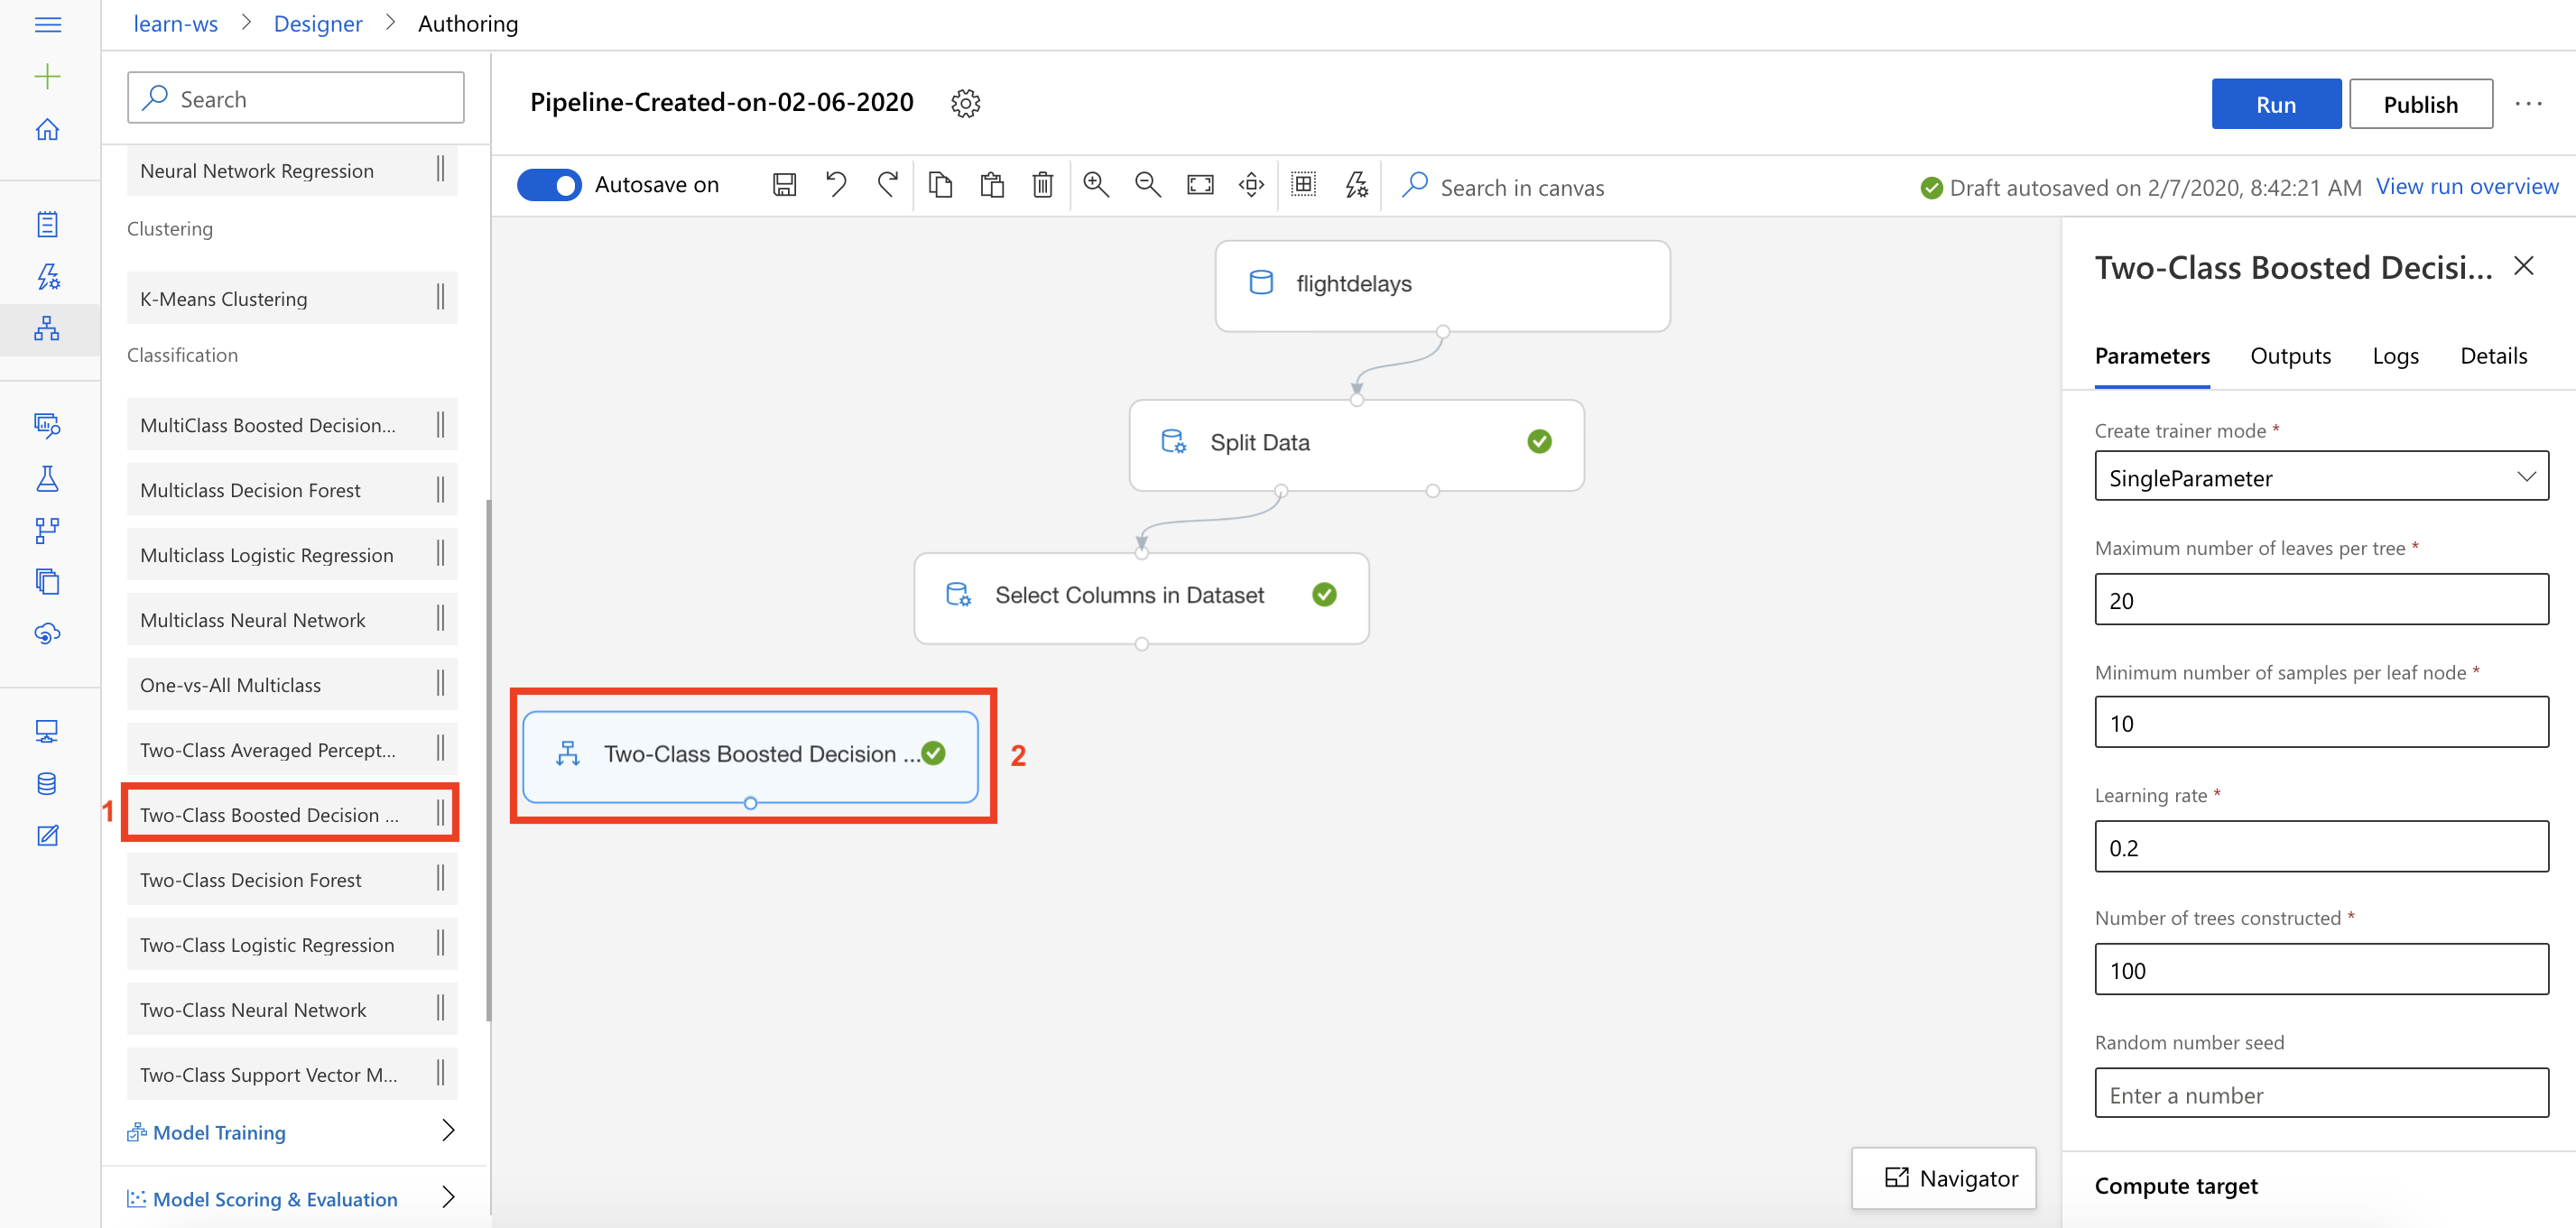 learn-ws > Designer > Authoring
Search
Neural Network Regression
Clustering
K-Means Clustering
Classification
MultiClass Boosted Decision...
Multiclass Decision Forest
Multiclass Logistic Regression
Multiclass Neural Network
One-vs-All Multiclass
Two-Class Averaged Percept...
1
Two-Class Boosted Decision ...
Two-Class Decision Forest
Two-Class Logistic Regression
Two-Class Neural Network
Two-Class Support Vector M...
Model Training
Model Scoring & Evaluation
Pipeline-Created-on-02-06-2020
Run
Publish
Autosave on
Search in canvas
Draft autosaved on 2/7/2020, 8:42:21 AM
View run overview
flightdelays
Split Data
Select Columns in Dataset
Two-Class Boosted Decision ...
2
Navigator
Two-Class Boosted Decisi...
Parameters Outputs Logs Details
Create trainer mode *
SingleParameter
Maximum number of leaves per tree *
20
Minimum number of samples per leaf node *
10
Learning rate *
0.2
Number of trees constructed *
100
Random number seed
Enter a number
Compute target